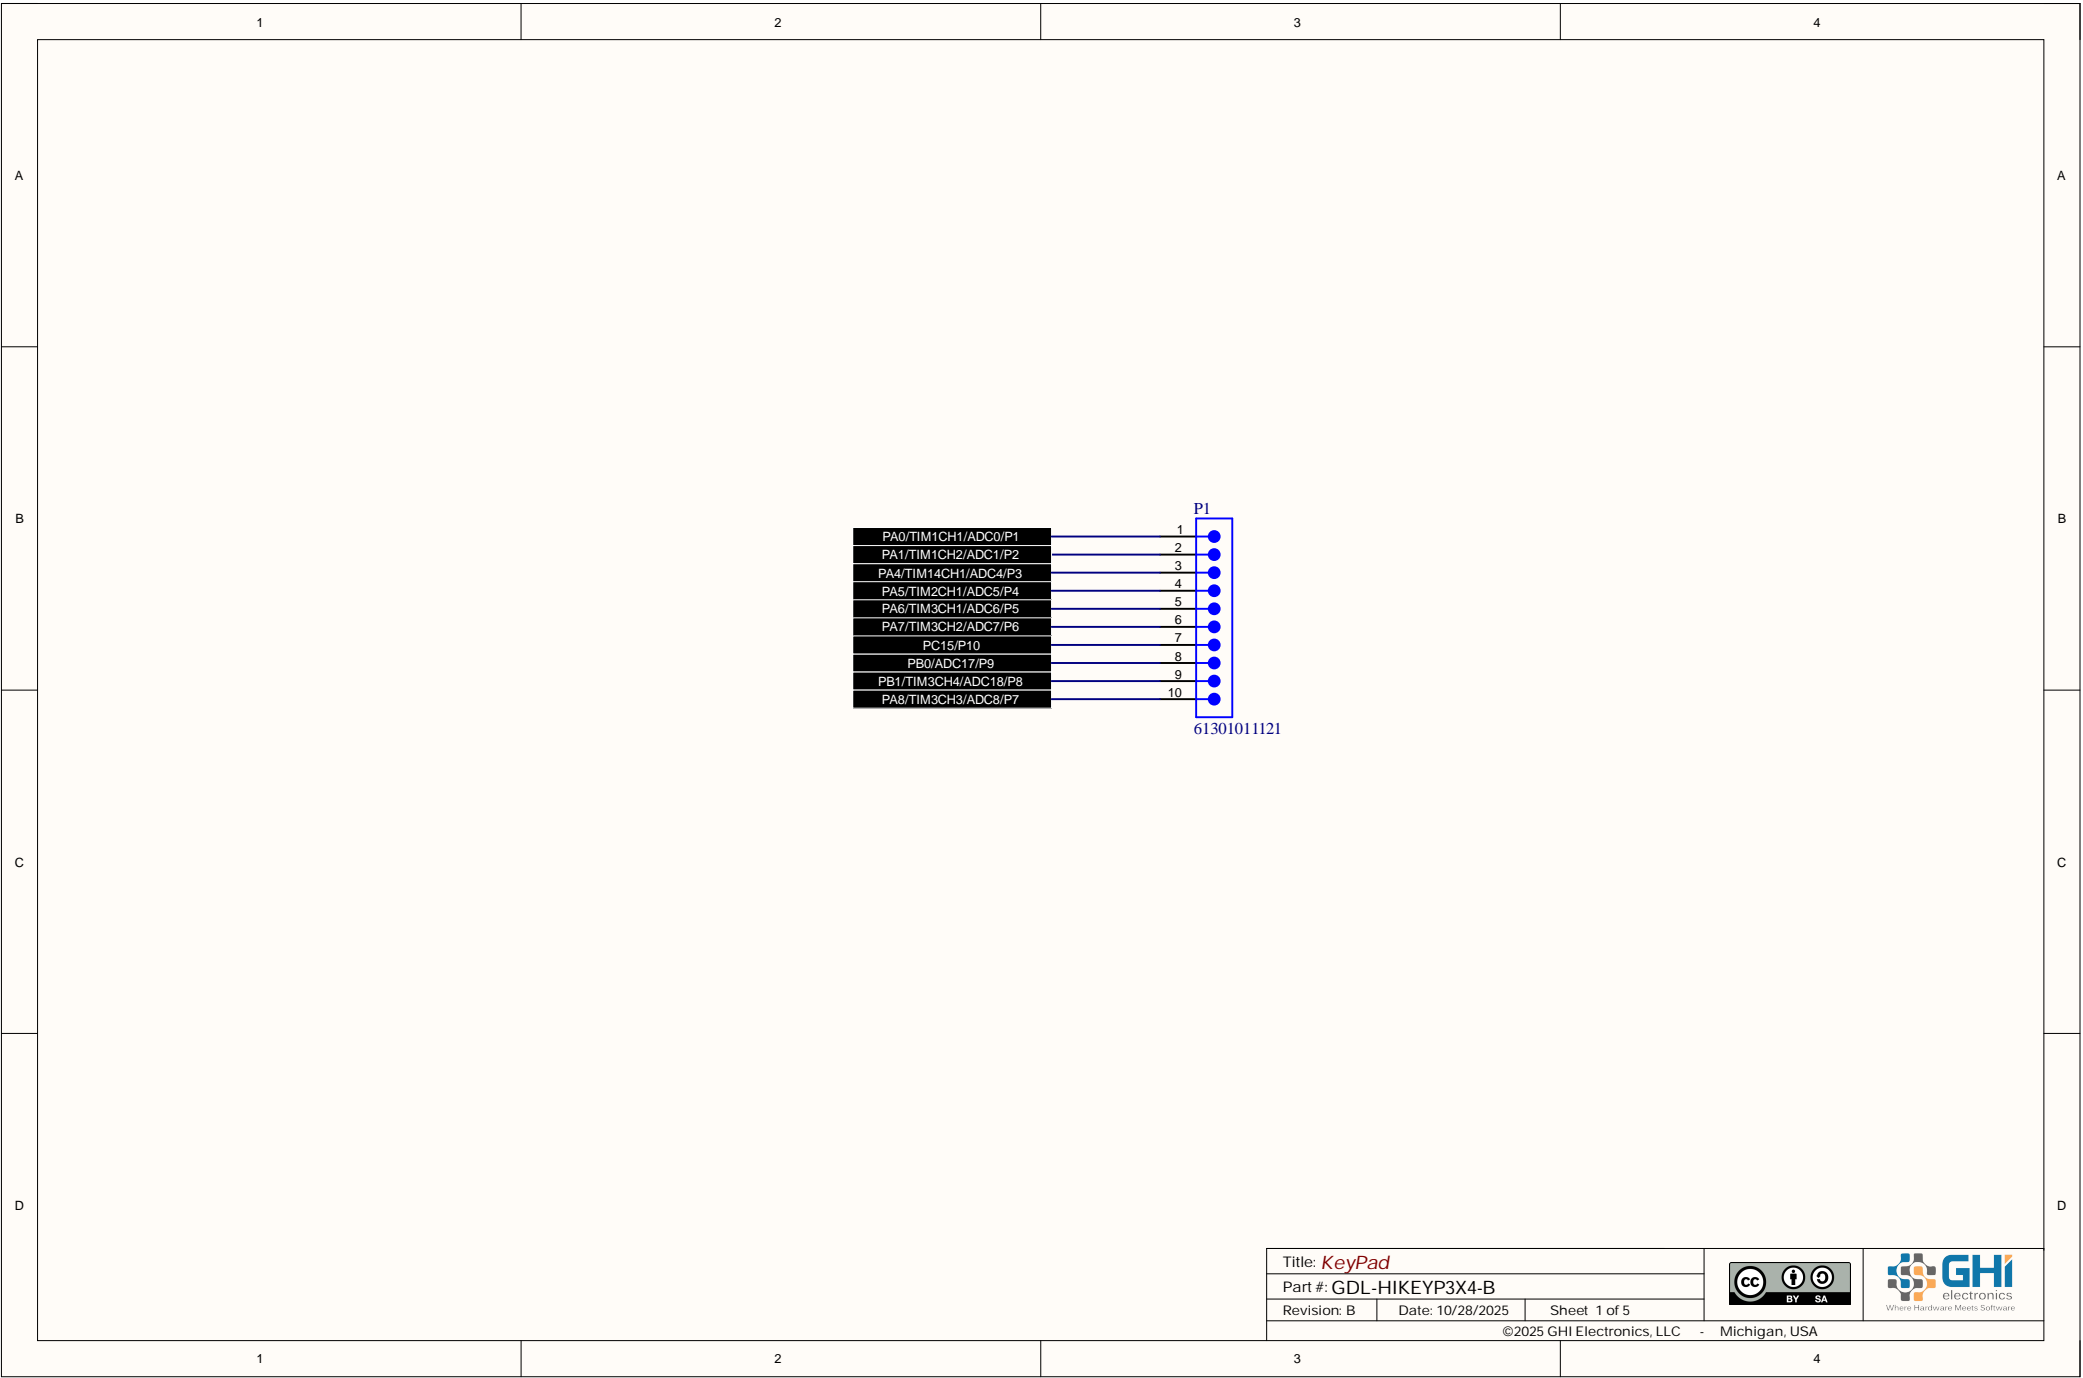 1 2 3 4
A A
P1
PA0/TIM1CH1/ADC0/P1 1
B B
PA1/TIM1CH2/ADC1/P2 2
PA4/TIM14CH1/ADC4/P3 3
PA5/TIM2CH1/ADC5/P4 4
PA6/TIM3CH1/ADC6/P5 5
PA7/TIM3CH2/ADC7/P6 6
PC15/P10 7
PB0/ADC17/P9 8
PB1/TIM3CH4/ADC18/P8 9
PA8/TIM3CH3/ADC8/P7 10
61301011121
C C
D D
Title: KeyPad
Part #: GDL-HIKEYP3X4-B
Revision: B Date: 10/28/2025 Sheet 1 of 5
cc BY SA
GHI electronics
Where Hardware Meets Software
©2025 GHI Electronics, LLC - Michigan, USA
1 2 3 4